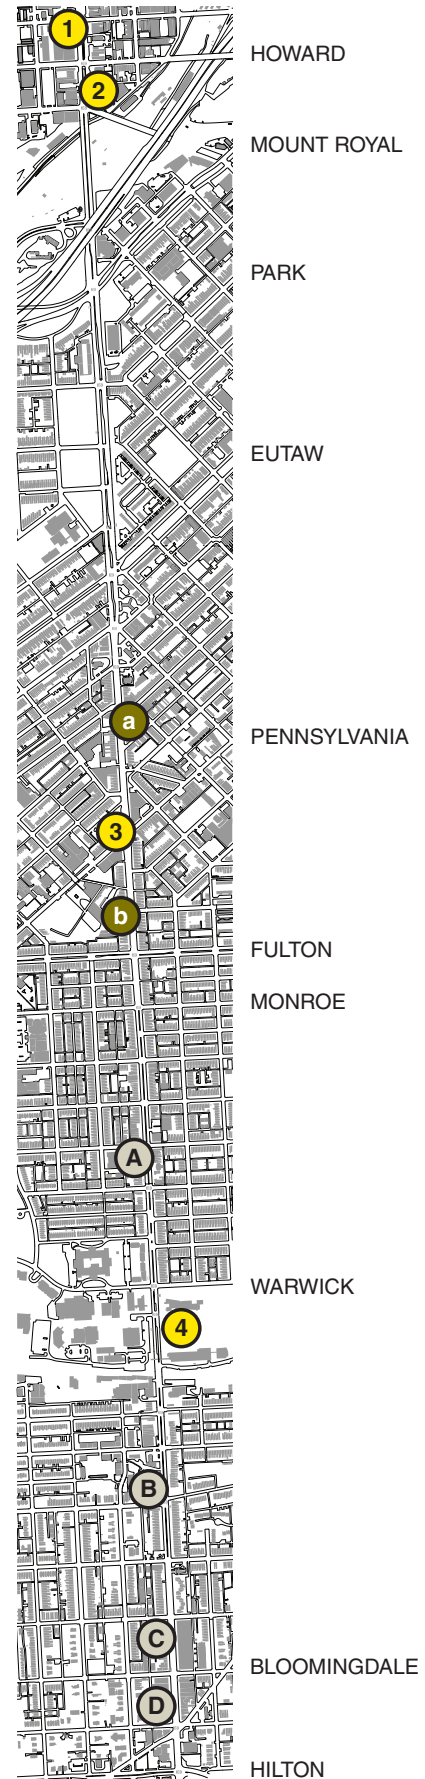 1
HOWARD
2
MOUNT ROYAL
PARK
EUTAW
a
PENNSYLVANIA
3
b
FULTON
MONROE
A
WARWICK
4
B
C
BLOOMINGDALE
D
HILTON